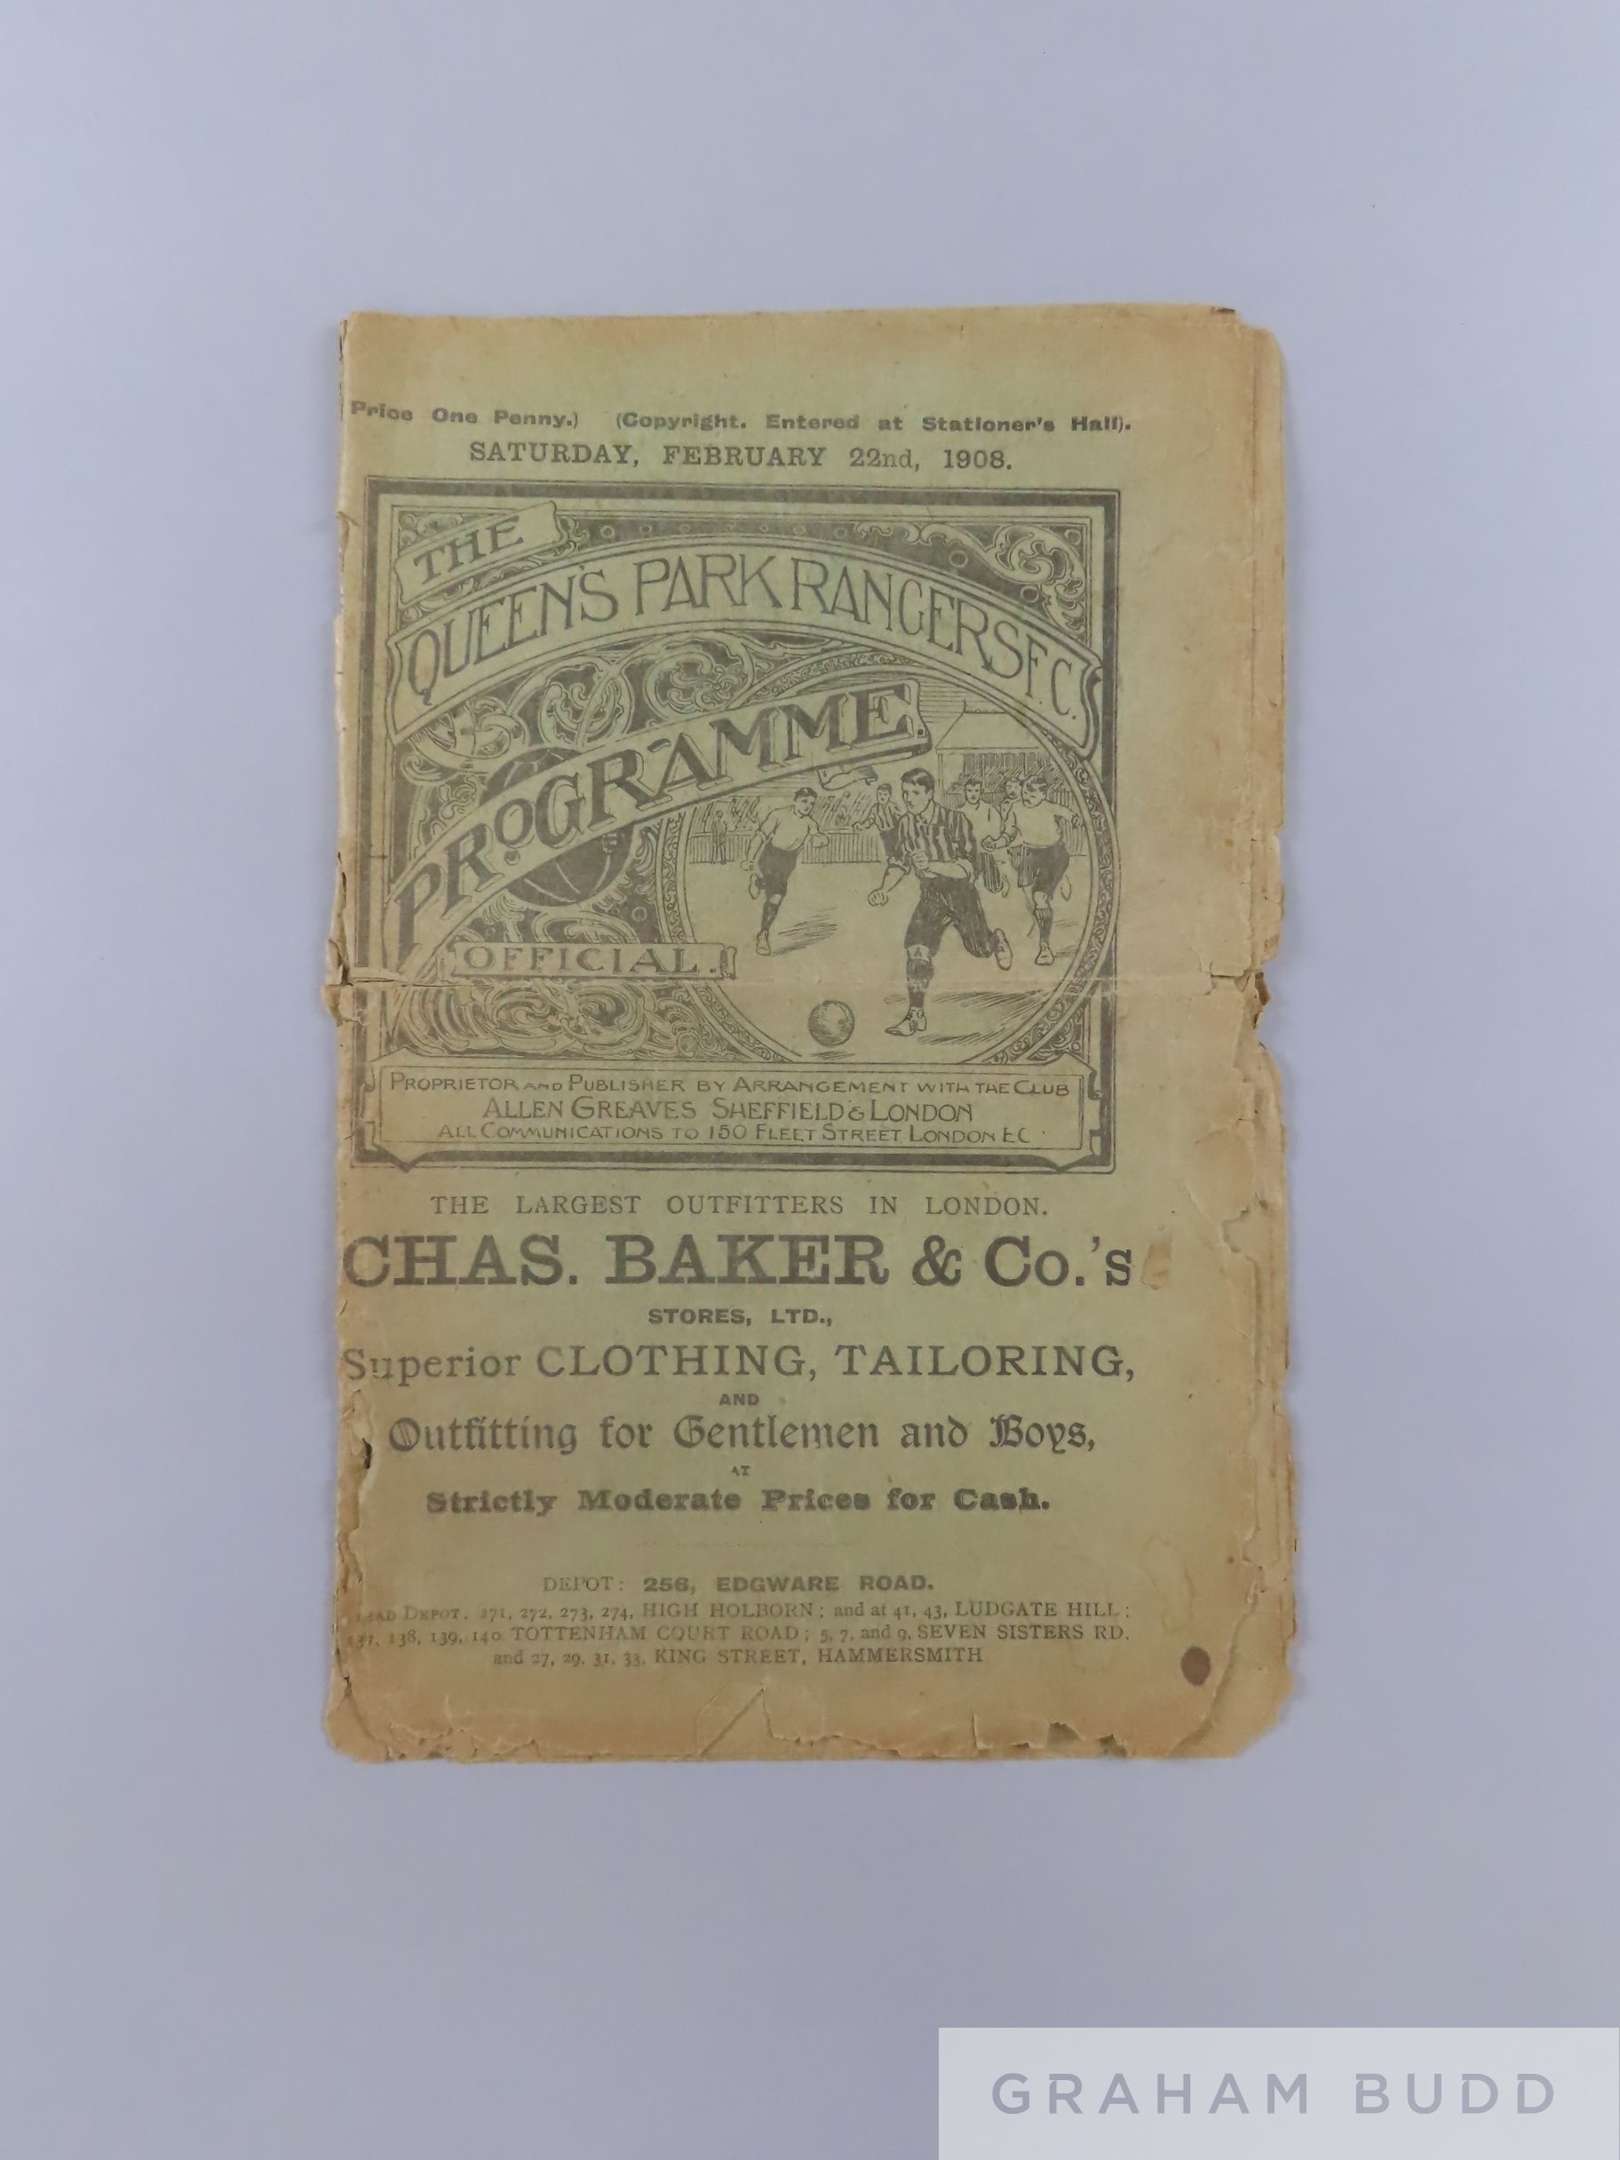 Price One Penny.) (Copyright. Entered at Stationer's Hall).
SATURDAY, FEBRUARY 22nd, 1908.
THE
QUEEN'S PARK RANGERS F.C.
PROGRAMME.
OFFICIAL.
PROPRIETOR AND PUBLISHER BY ARRANGEMENT WITH THE CLUB
ALLEN GREAVES SHEFFIELD & LONDON
ALL COMMUNICATIONS TO 150 FLEET STREET LONDON E.C.
THE LARGEST OUTFITTERS IN LONDON.
CHAS. BAKER & Co.'s
STORES, LTD.,
Superior CLOTHING, TAILORING,
AND
Outfitting for Gentlemen and Boys,
AT
Strictly Moderate Prices for Cash.
DEPOT: 256, EDGWARE ROAD.
DEPOT. 271, 272, 273, 274, HIGH HOLBORN; and at 41, 43, LUDGATE HILL;
137, 138, 139, 140 TOTTENHAM COURT ROAD; 5, 7, and 9, SEVEN SISTERS RD.
and 27, 29, 31, 33, KING STREET, HAMMERSMITH
GRAHAM BUDD